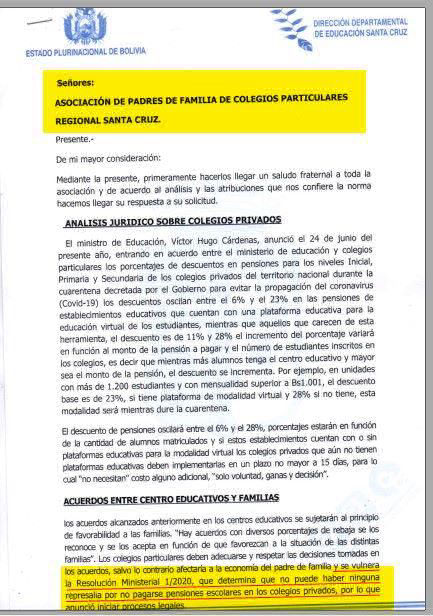 ESTADO PLURINACIONAL DE BOLIVIA
DIRECCIÓN DEPARTAMENTAL
DE EDUCACIÓN SANTA CRUZ
Señores:
ASOCIACIÓN DE PADRES DE FAMILIA DE COLEGIOS PARTICULARES
REGIONAL SANTA CRUZ.
Presente.-
De mi mayor consideración:
Mediante la presente, primeramente hacerlos llegar un saludo fraternal a toda la
asociación y de acuerdo al análisis y las atribuciones que nos confiere la norma
hacemos llegar su respuesta a su solicitud.
ANALISIS JURIDICO SOBRE COLEGIOS PRIVADOS
El ministro de Educación, Víctor Hugo Cárdenas, anunció el 24 de junio del
presente año, entrando en acuerdo entre el ministerio de educación y colegios
particulares los porcentajes de descuentos en pensiones para los niveles Inicial,
Primaria y Secundaria de los colegios privados del territorio nacional durante la
cuarentena decretada por el Gobierno para evitar la propagación del coronavirus
(Covid-19) los descuentos oscilan entre el 6% y el 23% en las pensiones de
establecimientos educativos que cuentan con una plataforma educativa para la
educación virtual de los estudiantes, mientras que aquellos que carecen de esta
herramienta, el descuento es de 11% y 28% el incremento del porcentaje variará
en función al monto de la pensión a pagar y el número de estudiantes inscritos en
los colegios, es decir que mientras más alumnos tenga el centro educativo y mayor
sea el monto de la pensión, el descuento se incrementa. Por ejemplo, en unidades
con más de 1.200 estudiantes y con mensualidad superior a Bs1.001, el descuento
base es de 23%, si tiene plataforma de modalidad virtual y 28% si no tiene, esta
modalidad será mientras dure la cuarentena.
El descuento de pensiones oscilará entre el 6% y el 28%, porcentajes estarán en función
de la cantidad de alumnos matriculados y si estos establecimientos cuentan con o sin
plataformas educativas para la modalidad virtual los colegios privados que aún no tienen
plataformas educativas deben implementarlas en un plazo no mayor a 15 días, para lo
cual "no necesitan" costo alguno adicional, "solo voluntad, ganas y decisión".
ACUERDOS ENTRE CENTRO EDUCATIVOS Y FAMILIAS
los acuerdos alcanzados anteriormente en los centros educativos se sujetarán al principio
de favorabilidad a las familias. "Hay acuerdos con diversos porcentajes de rebaja se los
reconoce y se los acepta en función de que favorezcan a la situación de las distintas
familias". Los colegios particulares deben adecuarse y respetar las decisiones tomadas en
los acuerdos, salvo lo contrario afectaría a la economía del padre de familia y se vulnera
la Resolución Ministerial 1/2020, que determina que no puede haber ninguna
represalia por no pagarse pensiones escolares en los colegios privados, por lo que
anunció iniciar procesos legales.